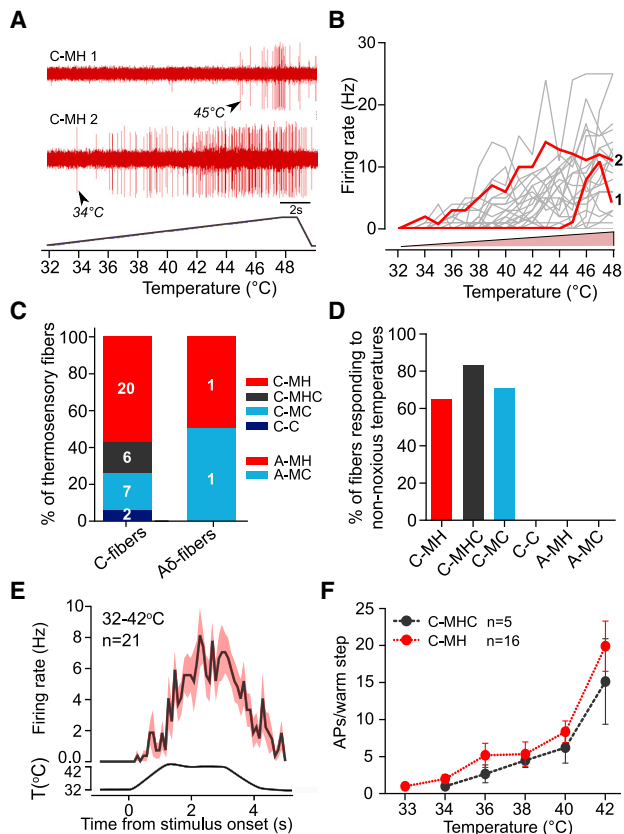 A
C-MH 1
45°C
C-MH 2
34°C
2s
32 34 36 38 40 42 44 46 48
Temperature (°C)
B
Firing rate (Hz)
30
20
10
0
2
1
32 34 36 38 40 42 44 46 48
Temperature (°C)
C
% of thermosensory fibers
100
80
60
40
20
0
20
6
7
2
1
1
C-fibers
Aδ-fibers
C-MH
C-MHC
C-MC
C-C
A-MH
A-MC
D
% of fibers responding to
non-noxious temperatures
100
80
60
40
20
0
C-MH
C-MHC
C-MC
C-C
A-MH
A-MC
E
32-42°C
n=21
Firing rate (Hz)
10
8
6
4
2
0.0
T(°C)
42
32
0 2 4
Time from stimulus onset (s)
F
C-MHC n=5
C-MH n=16
APs/warm step
25
20
15
10
5
0
33 34 36 38 40 42
Temperature (°C)